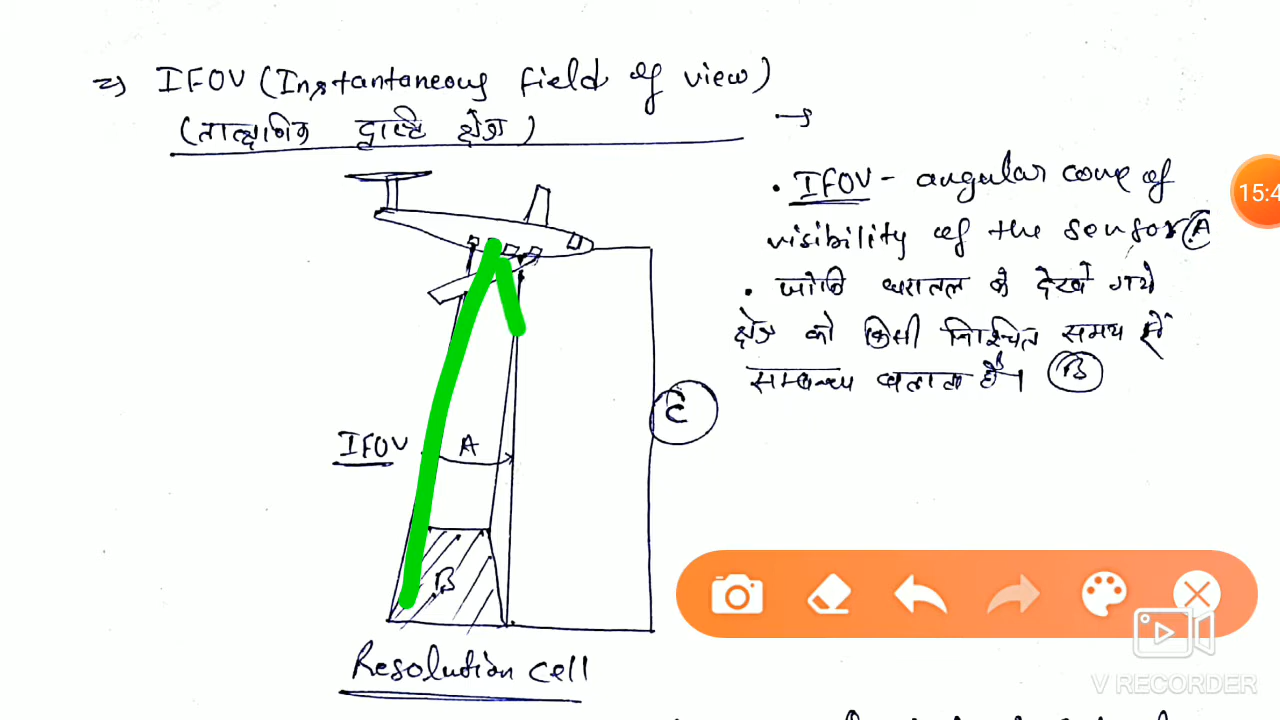 => IFOV (Instantaneous field of view)
(तात्क्षणिक दृष्टि क्षेत्र) →
• IFOV - angular cone of
visibility of the sensor (A)
• जोकि धरातल के देखे गये
क्षेत्र को किसी निश्चित समय में
सम्बन्ध बताता है। (B)
15:4
C
IFOV A
B
Resolution cell
V RECORDER